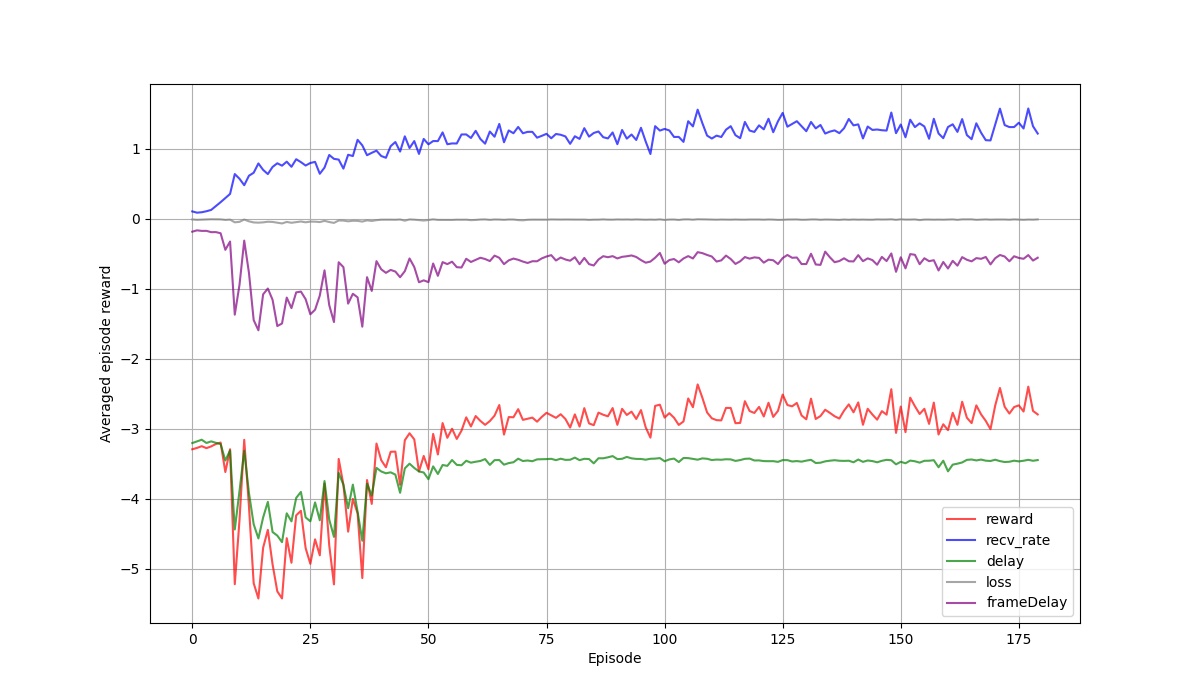 1
0
−1
−2
−3
−4
−5
Averaged episode reward
0
25
50
75
100
125
150
175
Episode
reward
recv_rate
delay
loss
frameDelay